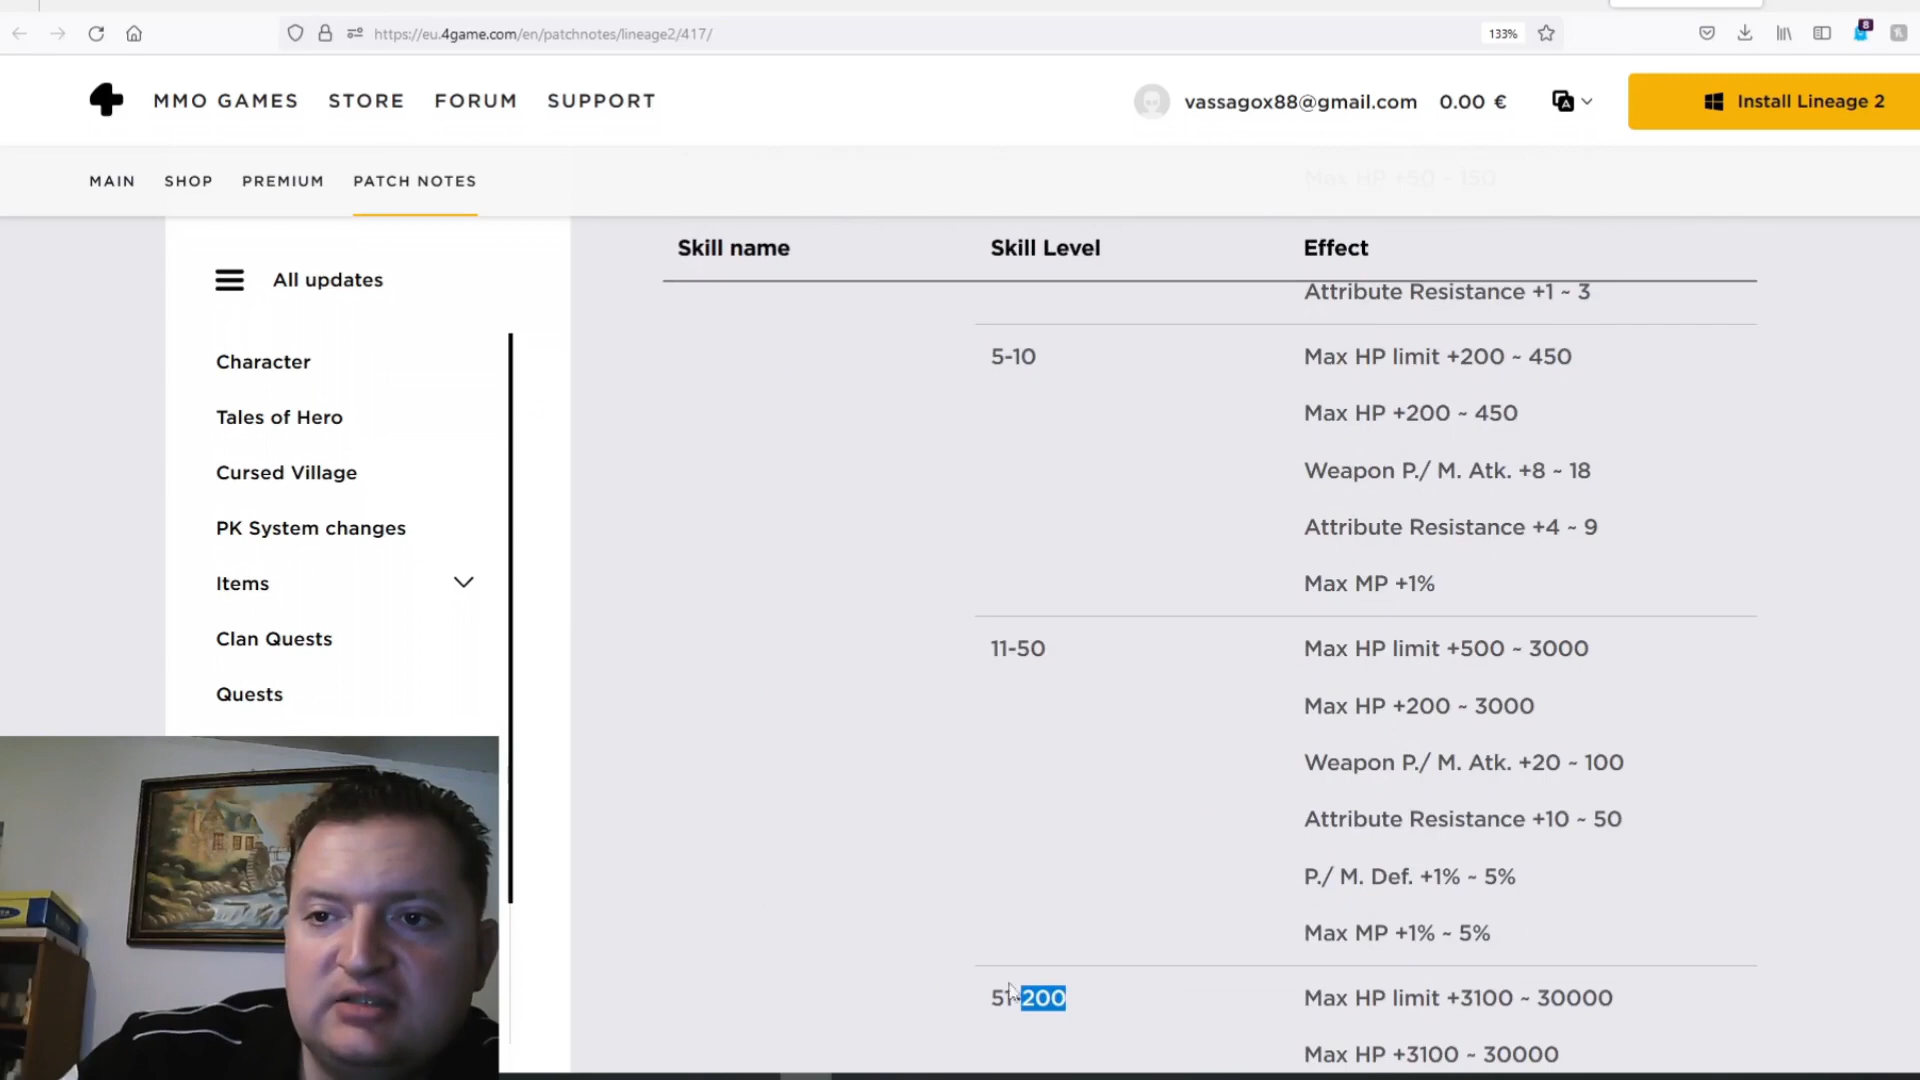 https://eu.4game.com/en/patchnotes/lineage2/417/
133%
8
MMO GAMES STORE FORUM SUPPORT
vassagox88@gmail.com 0.00 €
Install Lineage 2
MAIN SHOP PREMIUM PATCH NOTES
Max HP +50 ~ 150
Skill name Skill Level Effect
All updates
Attribute Resistance +1 ~ 3
Character
5-10 Max HP limit +200 ~ 450
Tales of Hero
Max HP +200 ~ 450
Cursed Village
Weapon P./ M. Atk. +8 ~ 18
PK System changes
Attribute Resistance +4 ~ 9
Items
Max MP +1%
Clan Quests
11-50 Max HP limit +500 ~ 3000
Quests
Max HP +200 ~ 3000
Weapon P./ M. Atk. +20 ~ 100
Attribute Resistance +10 ~ 50
P./ M. Def. +1% ~ 5%
Max MP +1% ~ 5%
51-200 Max HP limit +3100 ~ 30000
Max HP +3100 ~ 30000